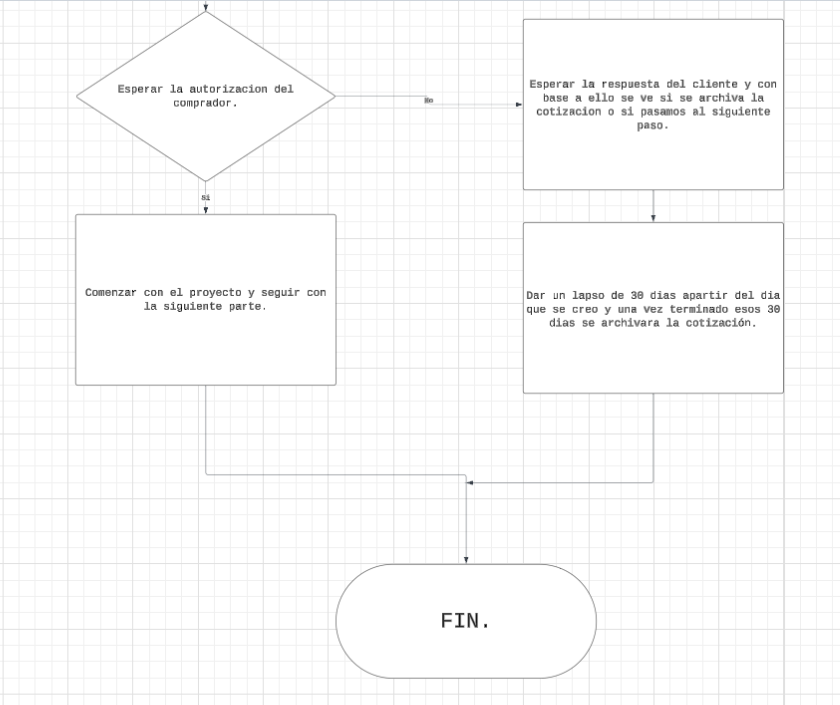 Esperar la autorizacion del
comprador.
No
Si
Comenzar con el proyecto y seguir con
la siguiente parte.
Esperar la respuesta del cliente y con
base a ello se ve si se archiva la
cotizacion o si pasamos al siguiente
paso.
Dar un lapso de 30 dias apartir del dia
que se creo y una vez terminado esos 30
dias se archivara la cotización.
FIN.